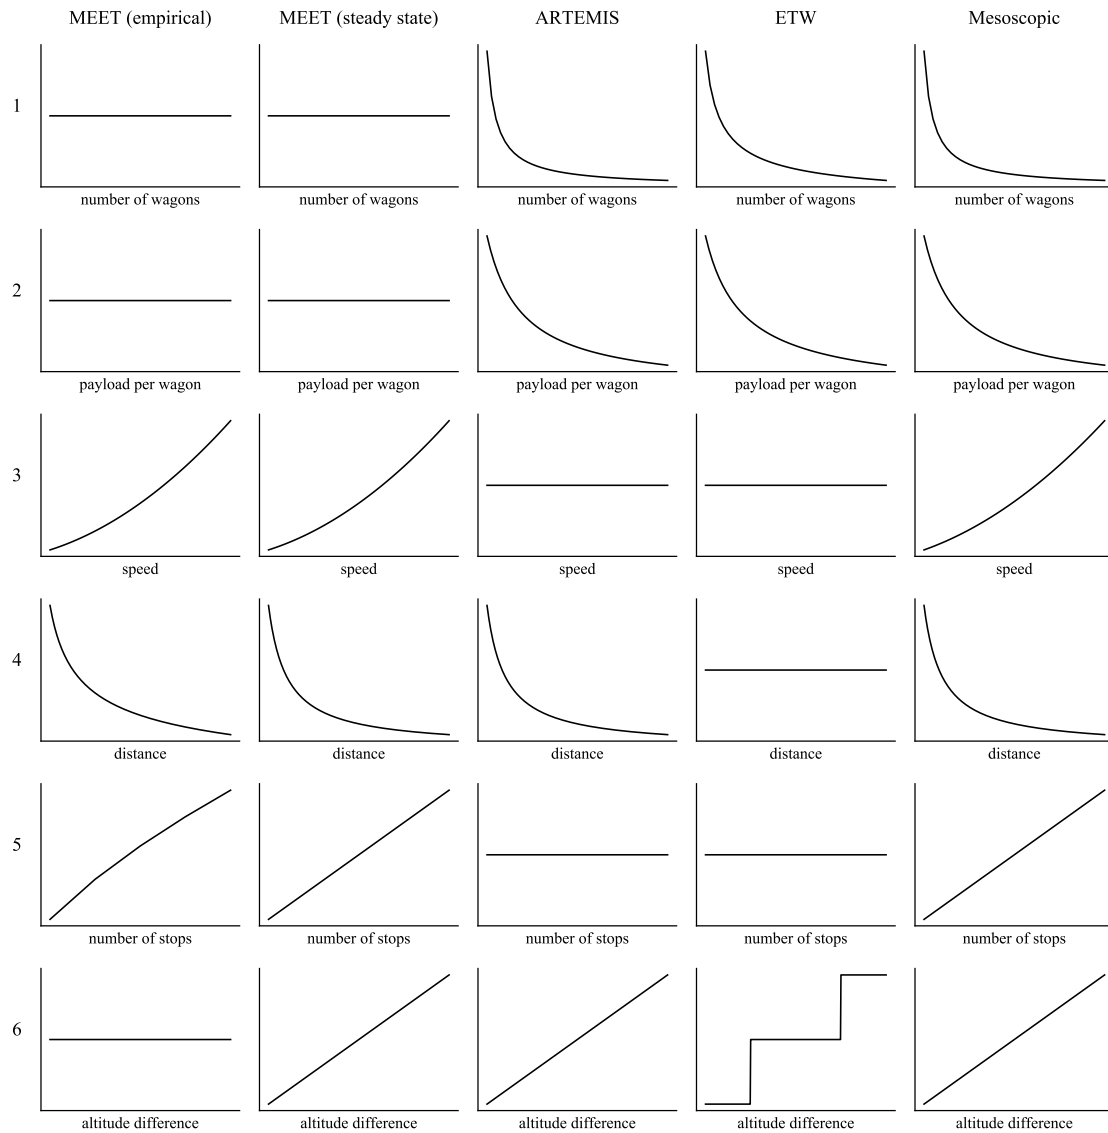 MEET (empirical) MEET (steady state) ARTEMIS ETW Mesoscopic
1
number of wagons number of wagons number of wagons number of wagons number of wagons
2
payload per wagon payload per wagon payload per wagon payload per wagon payload per wagon
3
speed speed speed speed speed
4
distance distance distance distance distance
5
number of stops number of stops number of stops number of stops number of stops
6
altitude difference altitude difference altitude difference altitude difference altitude difference